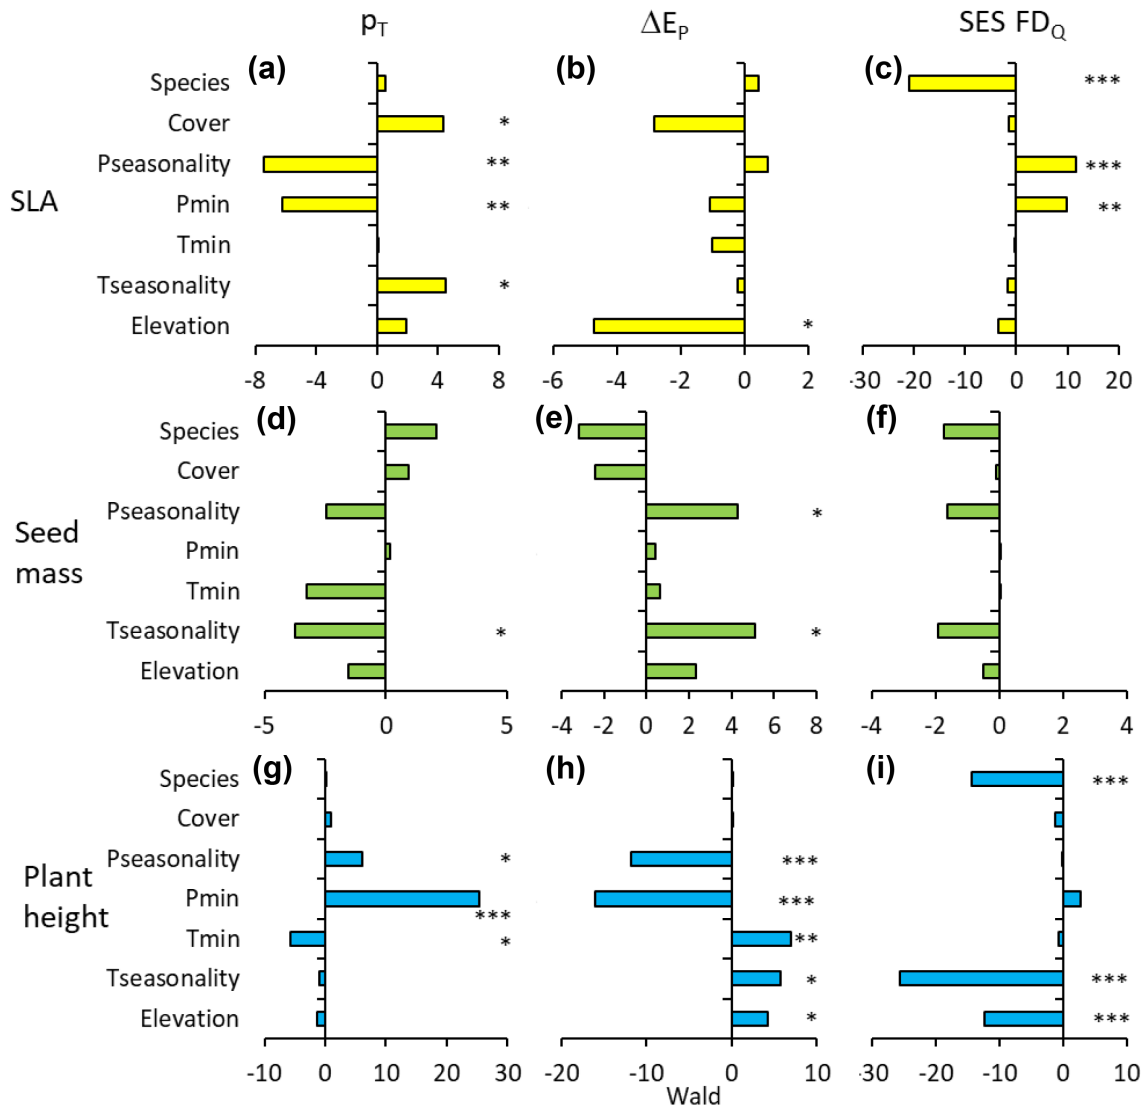 pT ΔEP SES FDQ
(a) (b) (c)
SLA
Species ***
Cover *
Pseasonality ** ***
Pmin ** **
Tmin
Tseasonality *
Elevation *
-8 -4 0 4 8 -6 -4 -2 0 2 -30 -20 -10 0 10 20
(d) (e) (f)
Seed
mass
Species
Cover
Pseasonality *
Pmin
Tmin
Tseasonality * *
Elevation
-5 0 5 -4 -2 0 2 4 6 8 -4 -2 0 2 4
(g) (h) (i)
Plant
height
Species ***
Cover
Pseasonality * ***
Pmin *** ***
Tmin * **
Tseasonality * ***
Elevation * ***
-10 0 10 20 30 -20 -10 0 10 -30 -20 -10 0 10
Wald